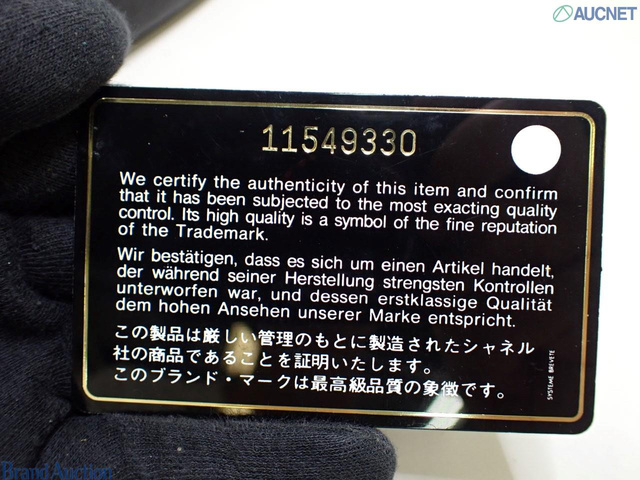 AUCNET
11549330
We certify the authenticity of this item and confirm
that it has been subjected to the most exacting quality
control. Its high quality is a symbol of the fine reputation
of the Trademark.
Wir bestätigen, dass es sich um einen Artikel handelt,
der während seiner Herstellung strengsten Kontrollen
unterworfen war, und dessen erstklassige Qualität
dem hohen Ansehen unserer Marke entspricht.
この製品は厳しい管理のもとに製造されたシャネル
社の商品であることを証明いたします。
このブランド・マークは最高級品質の象徴です。
SYSTEME BREVETE
Brand Auction